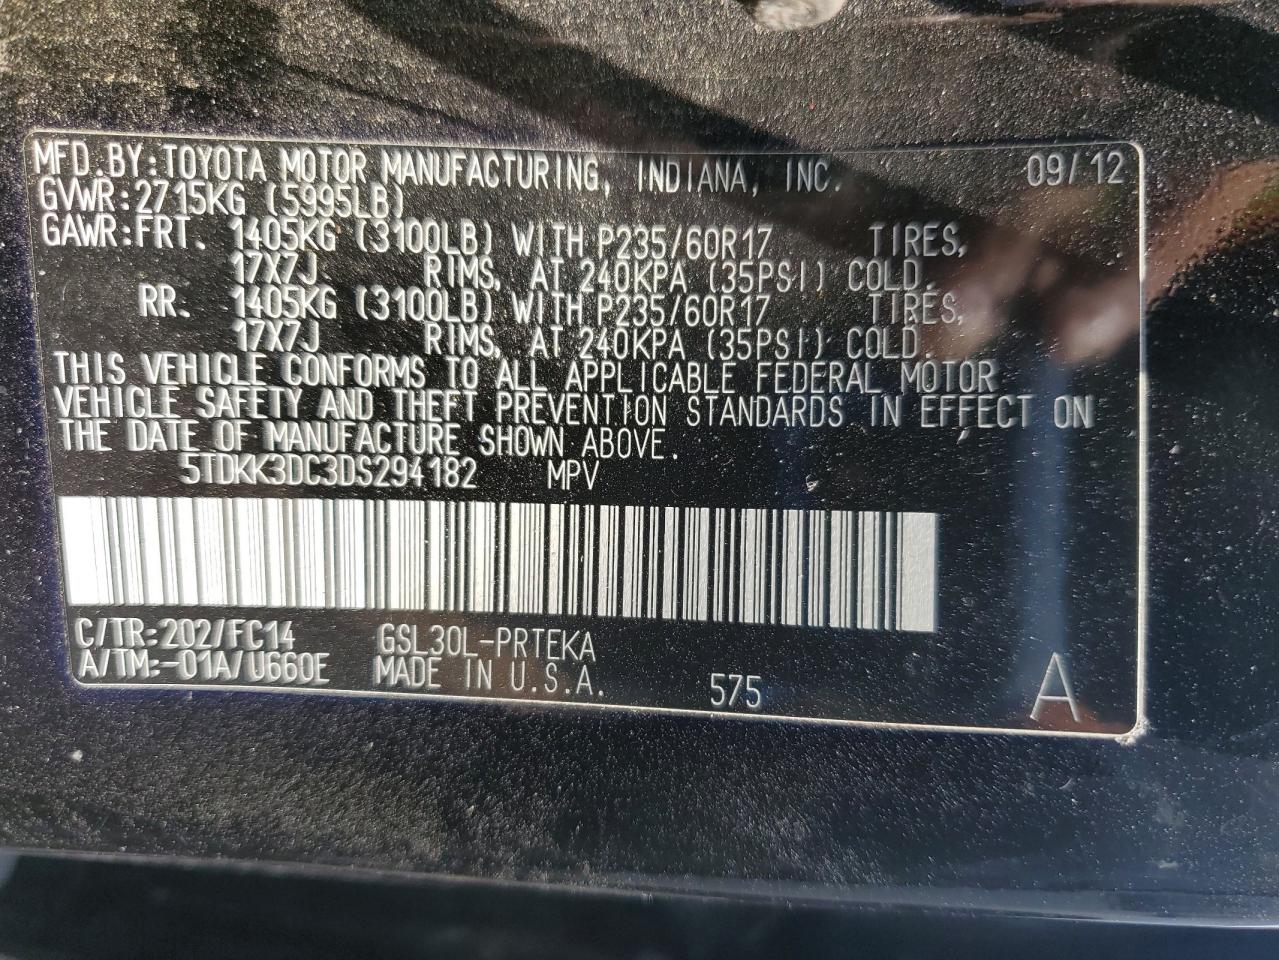 MFD.BY:TOYOTA MOTOR MANUFACTURING, INDIANA, INC. 09/12
GVWR:2715KG (5995LB)
GAWR:FRT. 1405KG (3100LB) WITH P235/60R17 TIRES,
17X7J RIMS, AT 240KPA (35PSI) COLD.
RR. 1405KG (3100LB) WITH P235/60R17 TIRES,
17X7J RIMS, AT 240KPA (35PSI) COLD.
THIS VEHICLE CONFORMS TO ALL APPLICABLE FEDERAL MOTOR
VEHICLE SAFETY AND THEFT PREVENTION STANDARDS IN EFFECT ON
THE DATE OF MANUFACTURE SHOWN ABOVE.
5TDKK3DC3DS294182 MPV
C/TR:202/FC14 GSL30L-PRTEKA
A/TM:-01A/U660E MADE IN U.S.A. 575 A